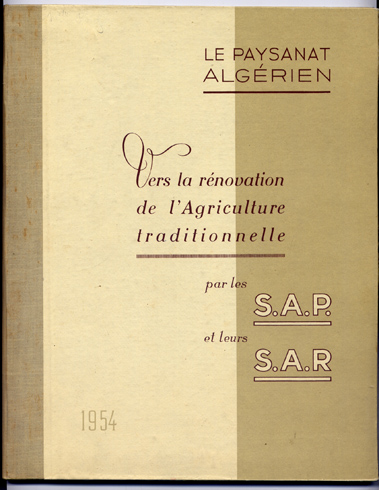 LE PAYSANAT
ALGÉRIEN
Vers la rénovation
de l'Agriculture
traditionnelle
par les
S.A.P.
et leurs
S.A.R
1954